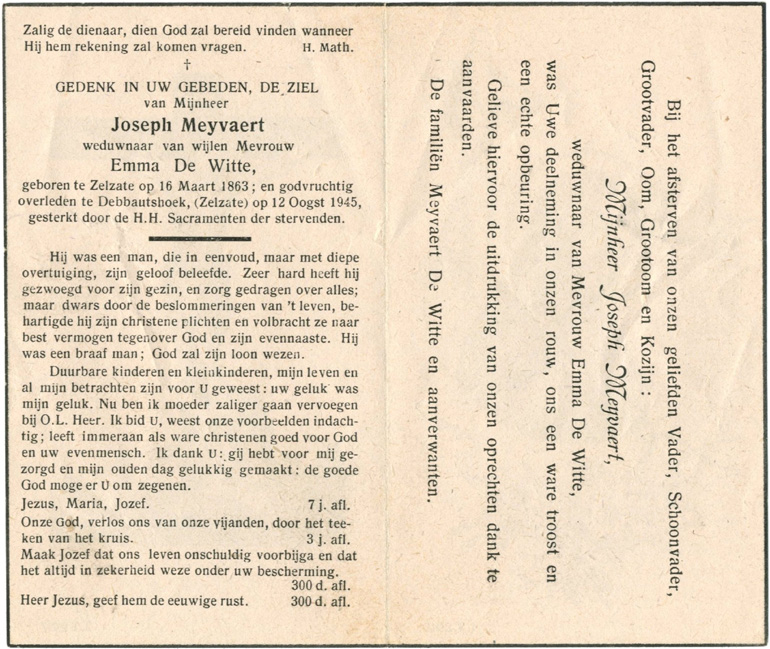 Zalig de dienaar, dien God zal bereid vinden wanneer
Hij hem rekening zal komen vragen. H. Math.
†
GEDENK IN UW GEBEDEN, DE ZIEL
van Mijnheer
Joseph Meyvaert
weduwnaar van wijlen Mevrouw
Emma De Witte,
geboren te Zelzate op 16 Maart 1863 ; en godvruchtig
overleden te Debbautshoek, (Zelzate) op 12 Oogst 1945,
gesterkt door de H.H. Sacramenten der stervenden.
Hij was een man, die in eenvoud, maar met diepe
overtuiging, zijn geloof beleefde. Zeer hard heeft hij
gezwoegd voor zijn gezin, en zorg gedragen over alles;
maar dwars door de beslommeringen van 't leven, be-
hartigde hij zijn christene plichten en volbracht ze naar
best vermogen tegenover God en zijn evennaaste. Hij
was een braaf man ; God zal zijn loon wezen.
Duurbare kinderen en kleinkinderen, mijn leven en
al mijn betrachten zijn voor U geweest : uw geluk was
mijn geluk. Nu ben ik moeder zaliger gaan vervoegen
bij O.L. Heer. Ik bid U, weest onze voorbeelden indach-
tig ; leeft immeraan als ware christenen goed voor God
en uw evenmensch. Ik dank U : gij hebt voor mij ge-
zorgd en mijn ouden dag gelukkig gemaakt : de goede
God moge er U om zegenen.
Jezus, Maria, Jozef. 7 j. afl.
Onze God, verlos ons van onze vijanden, door het tee-
ken van het kruis. 3 j. afl.
Maak Jozef dat ons leven onschuldig voorbijga en dat
het altijd in zekerheid weze onder uw bescherming.
300 d. afl.
Heer Jezus, geef hem de eeuwige rust. 300 d. afl.
Bij het afsterven van onzen geliefden Vader, Schoonvader,
Grootvader, Oom, Grootoom en Kozijn :
Mijnheer Joseph Meyvaert,
weduwnaar van Mevrouw Emma De Witte,
was Uwe deelneming in onzen rouw, ons een ware troost en
een echte opbeuring.
Gelieve hiervoor de uitdrukking van onzen oprechten dank te
aanvaarden.
De familiën Meyvaert De Witte en aanverwanten.